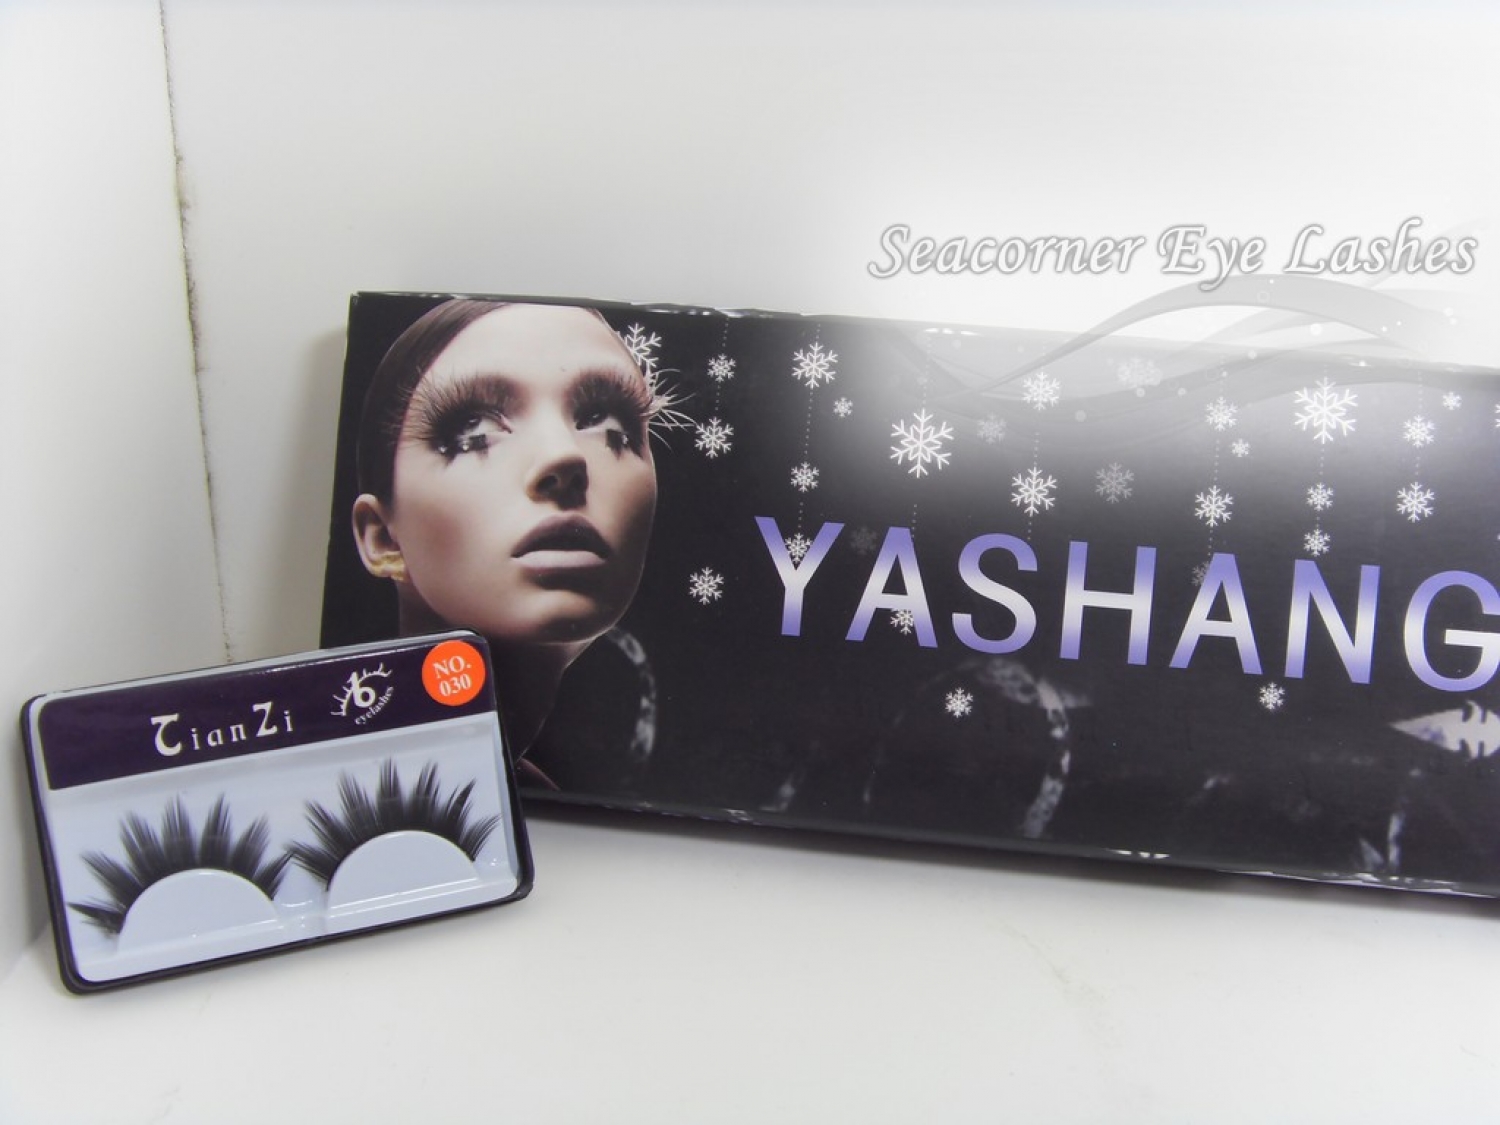 Seacorner Eye Lashes
YASHANG
TianZi
eyelashes
NO.
030